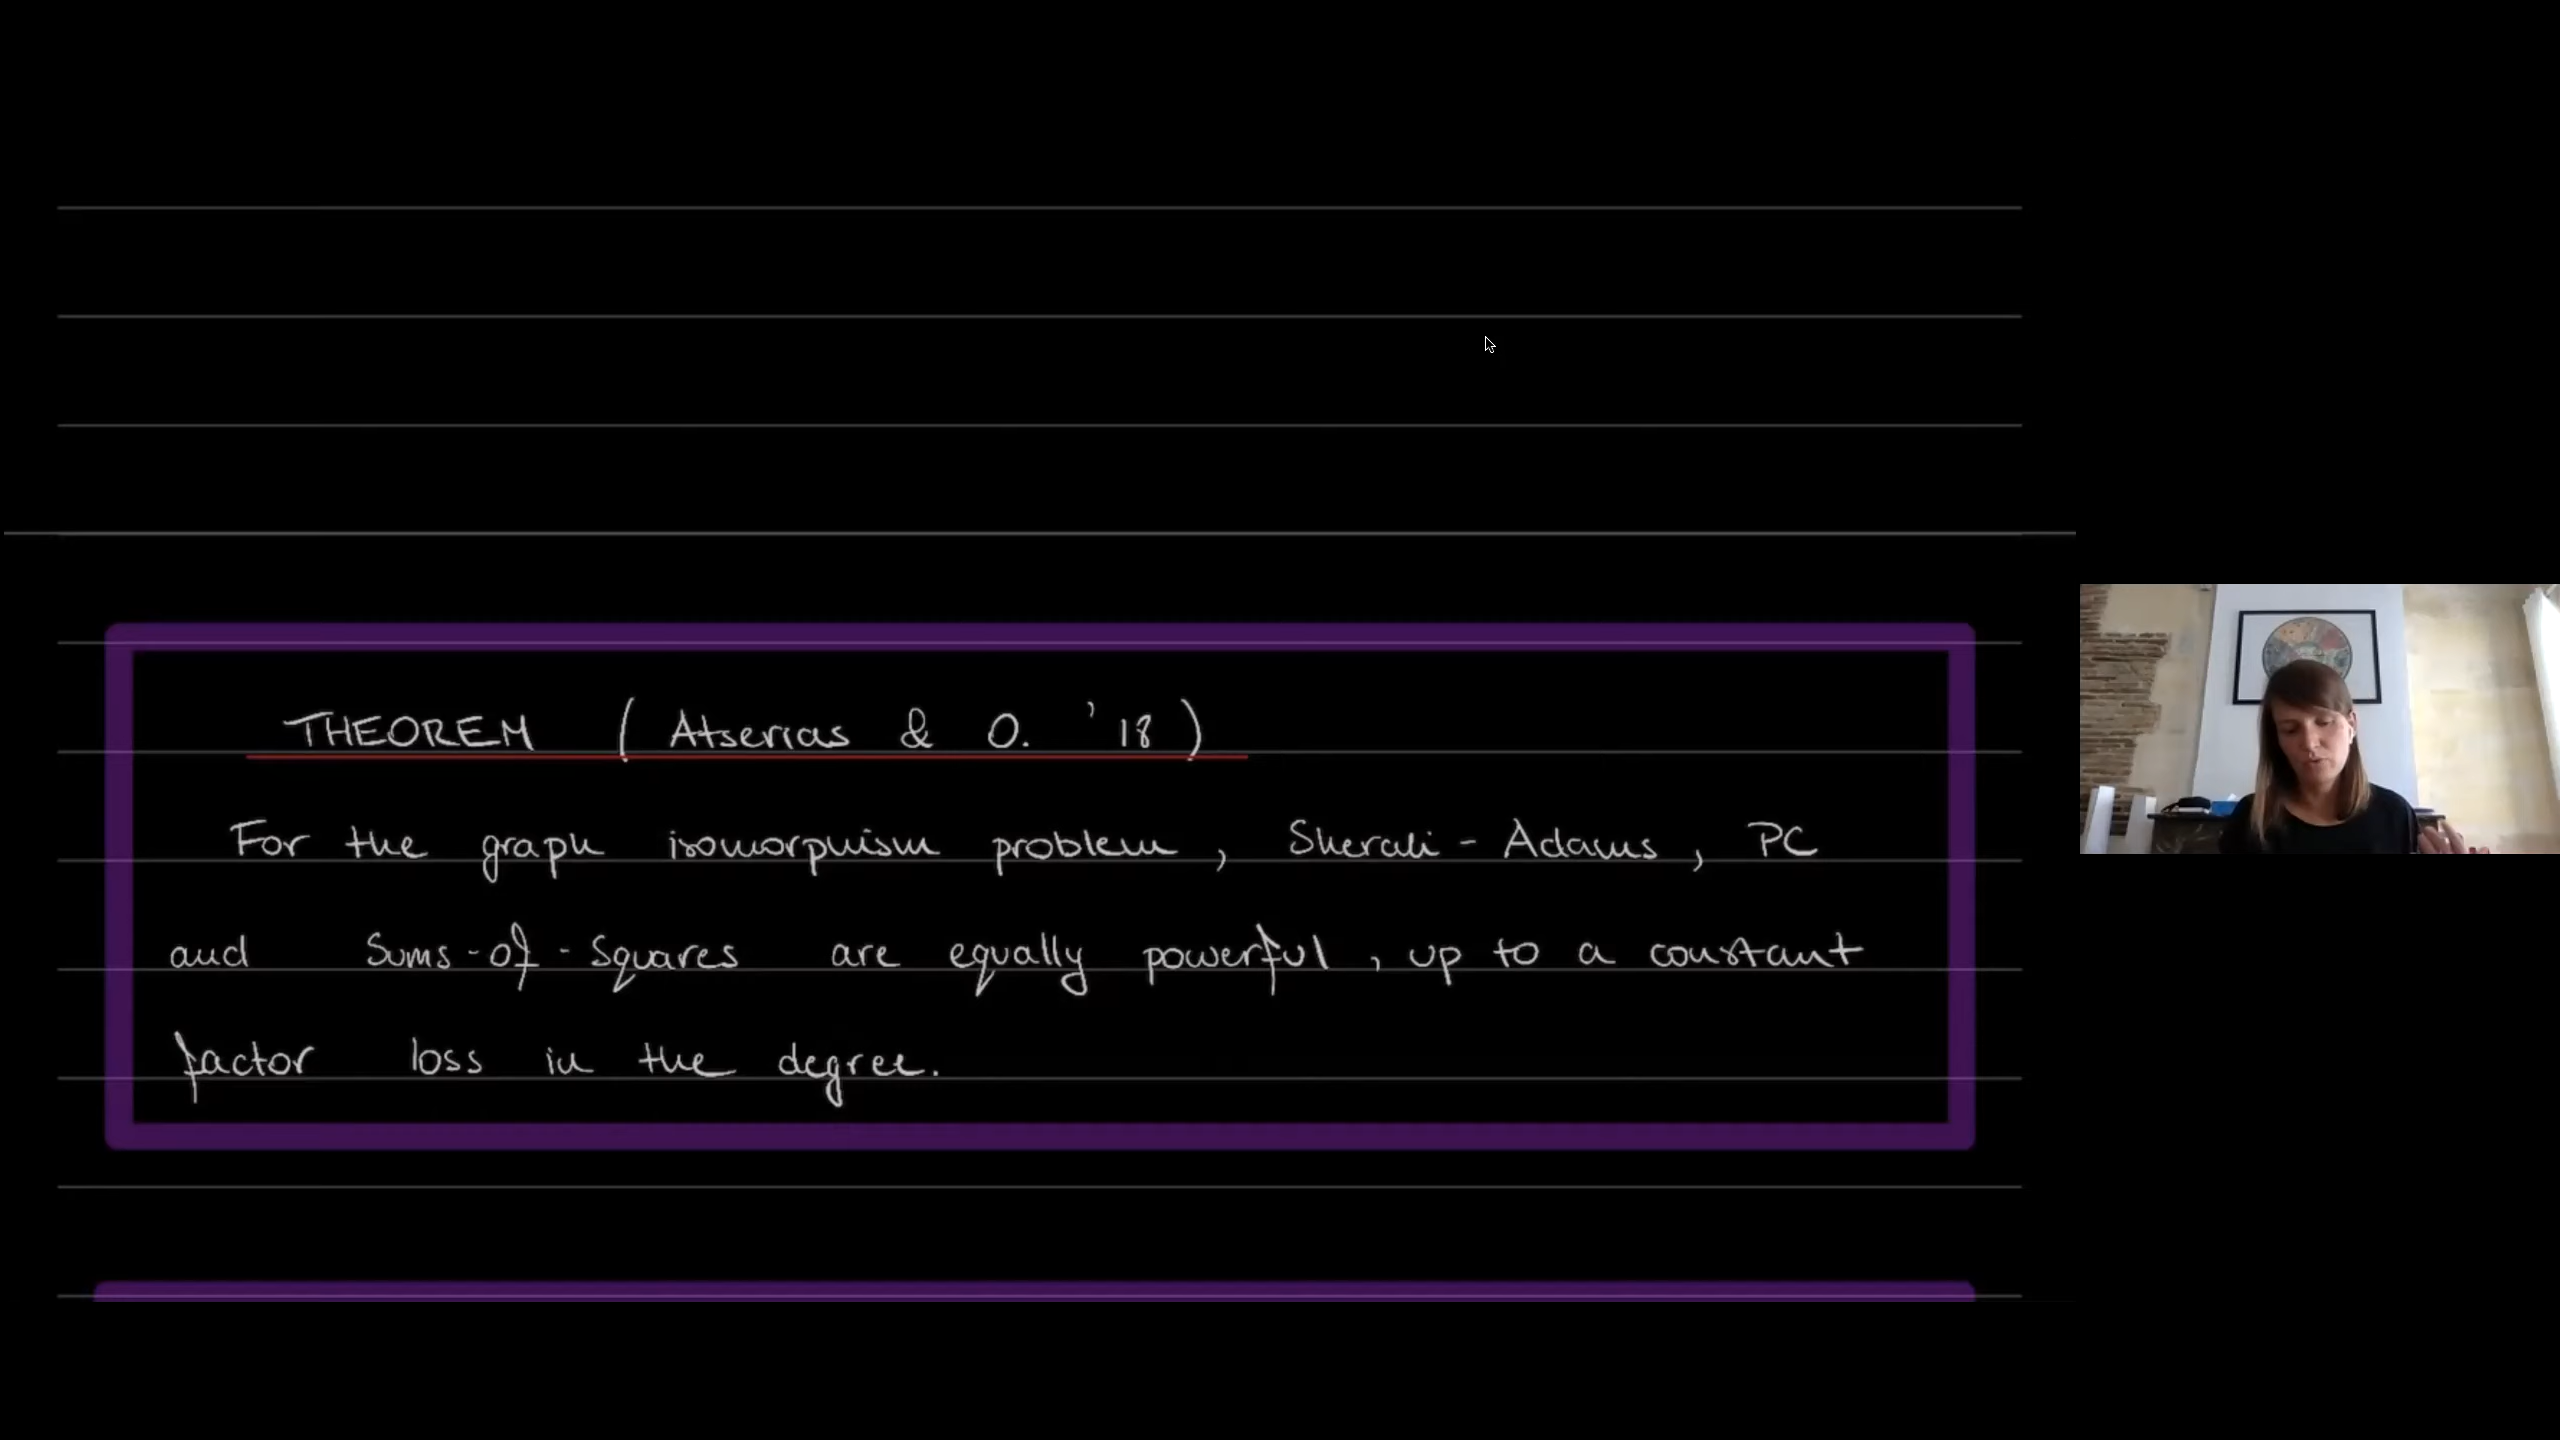 THEOREM ( Atserias & O. '18 )
For the graph isomorphism problem, Sherali - Adams, PC
and Sums-of-Squares are equally powerful, up to a constant
factor loss in the degree.